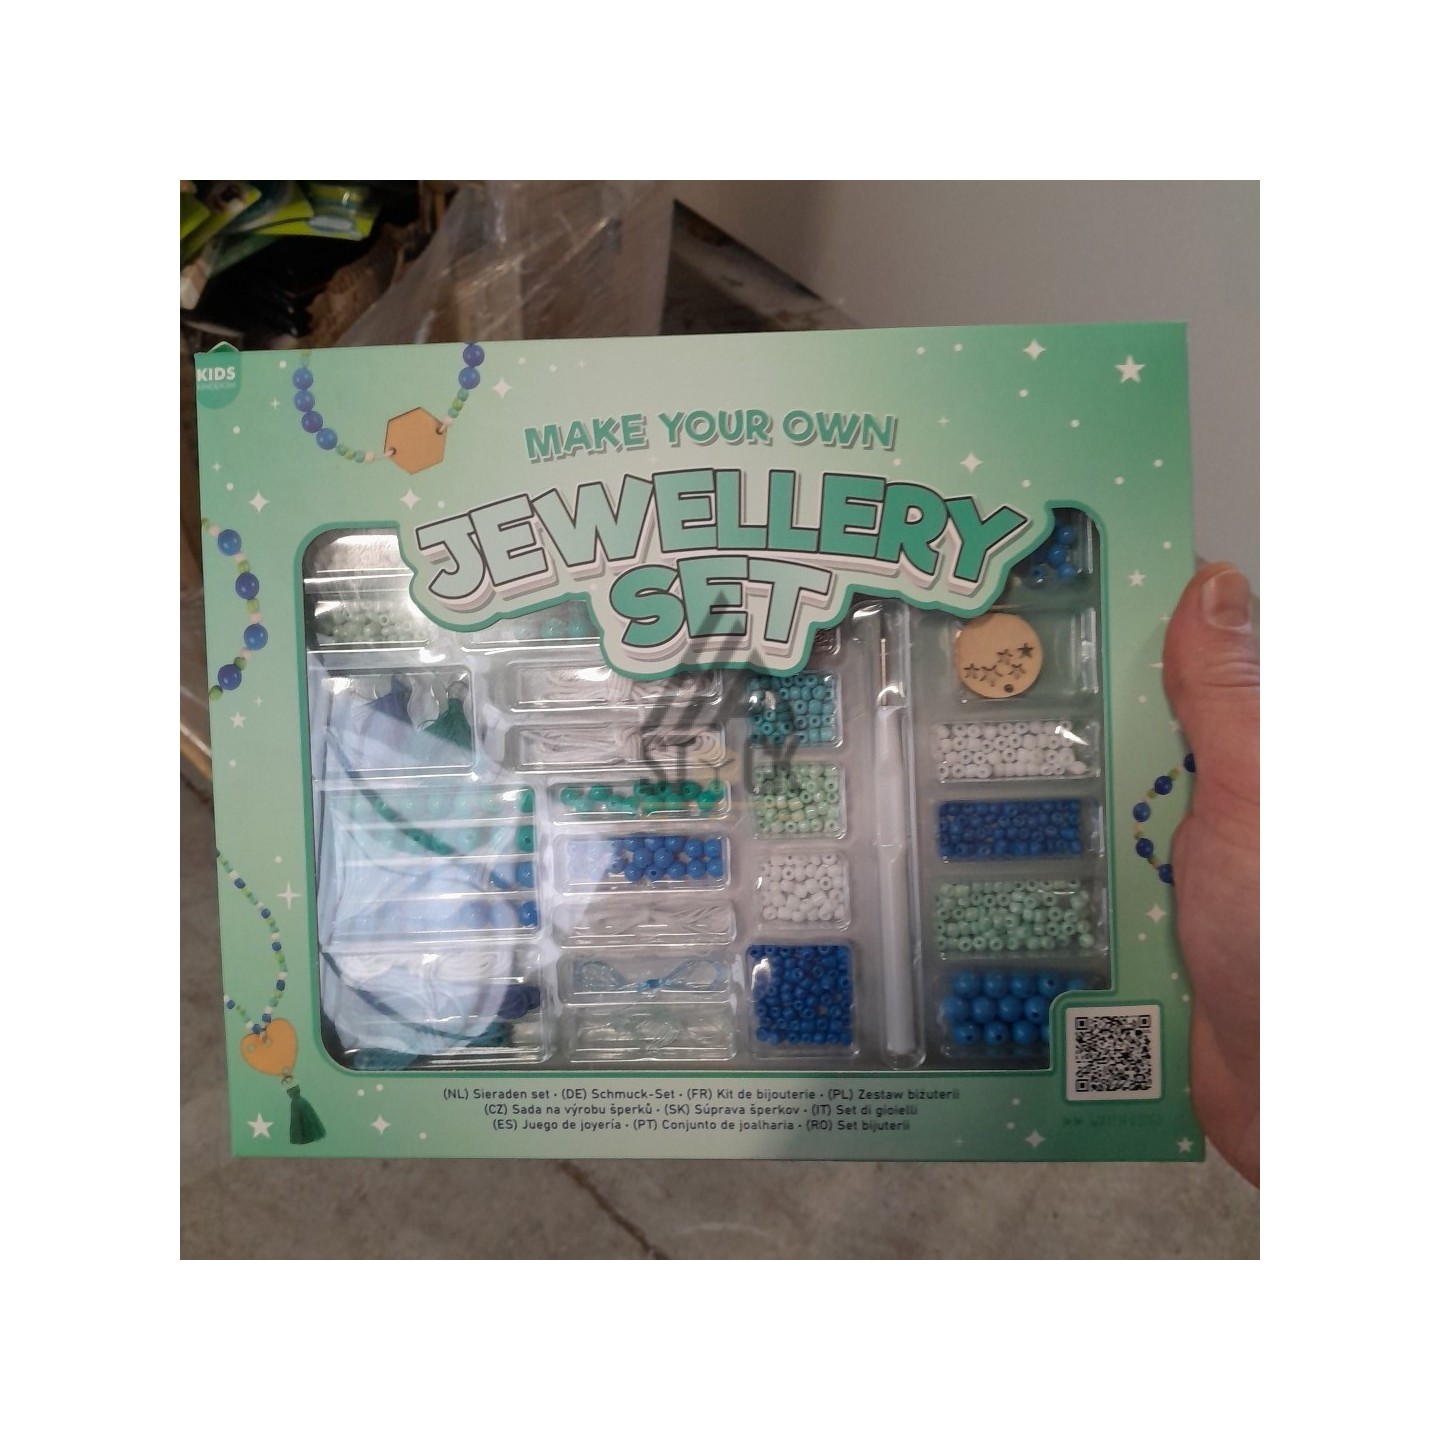 KIDS
KINGDOM
MAKE YOUR OWN
JEWELLERY
SET
(NL) Sieraden set • (DE) Schmuck-Set • (FR) Kit de bijouterie • (PL) Zestaw biżuterii
(CZ) Sada na výrobu šperků • (SK) Súprava šperkov • (IT) Set di gioielli
(ES) Juego de joyería • (PT) Conjunto de joalharia • (RO) Set bijuterii